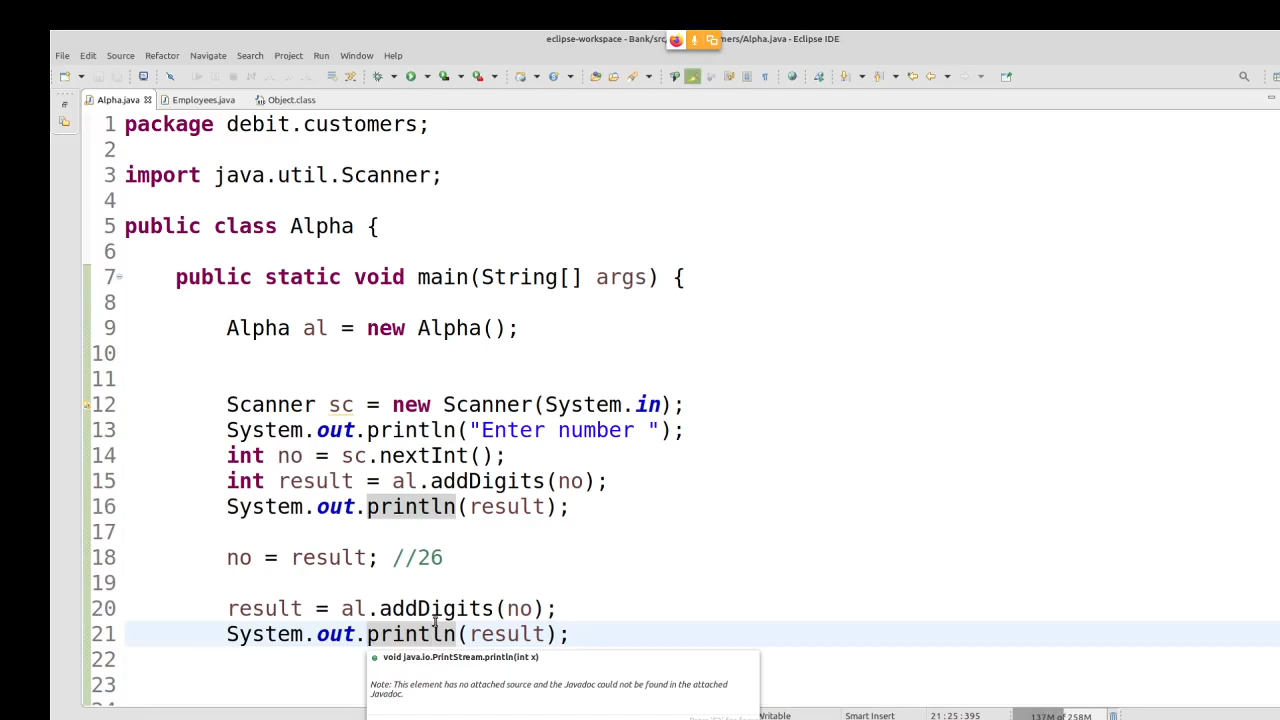 eclipse-workspace - Bank/src mers/Alpha.java - Eclipse IDE
File Edit Source Refactor Navigate Search Project Run Window Help
Alpha.java Employees.java Object.class
1 package debit.customers;
2
3 import java.util.Scanner;
4
5 public class Alpha {
6
7 public static void main(String[] args) {
8
9 Alpha al = new Alpha();
10
11
12 Scanner sc = new Scanner(System.in);
13 System.out.println("Enter number ");
14 int no = sc.nextInt();
15 int result = al.addDigits(no);
16 System.out.println(result);
17
18 no = result; //26
19
20 result = al.addDigits(no);
21 System.out.println(result);
22
void java.io.PrintStream.println(int x)
23
Note: This element has no attached source and the Javadoc could not be found in the attached
Javadoc.
Writable Smart Insert 21 : 25 : 395 137M of 258M